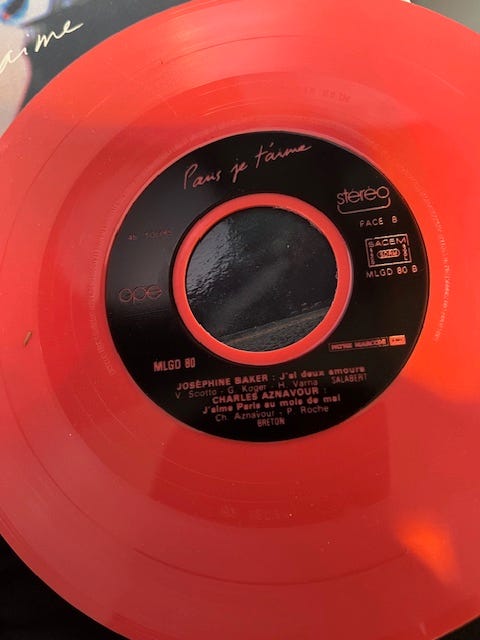 aime
Paris je t'aime
stéréo
FACE B
45 TOURS
SACEM
MLGD 80 B
MLGD 80
JOSÉPHINE BAKER : J'ai deux amours
V. Scotto - G. Koger - H. Varna SALABERT
CHARLES AZNAVOUR :
J'aime Paris au mois de mai
Ch. Aznavour - P. Roche
BRETON